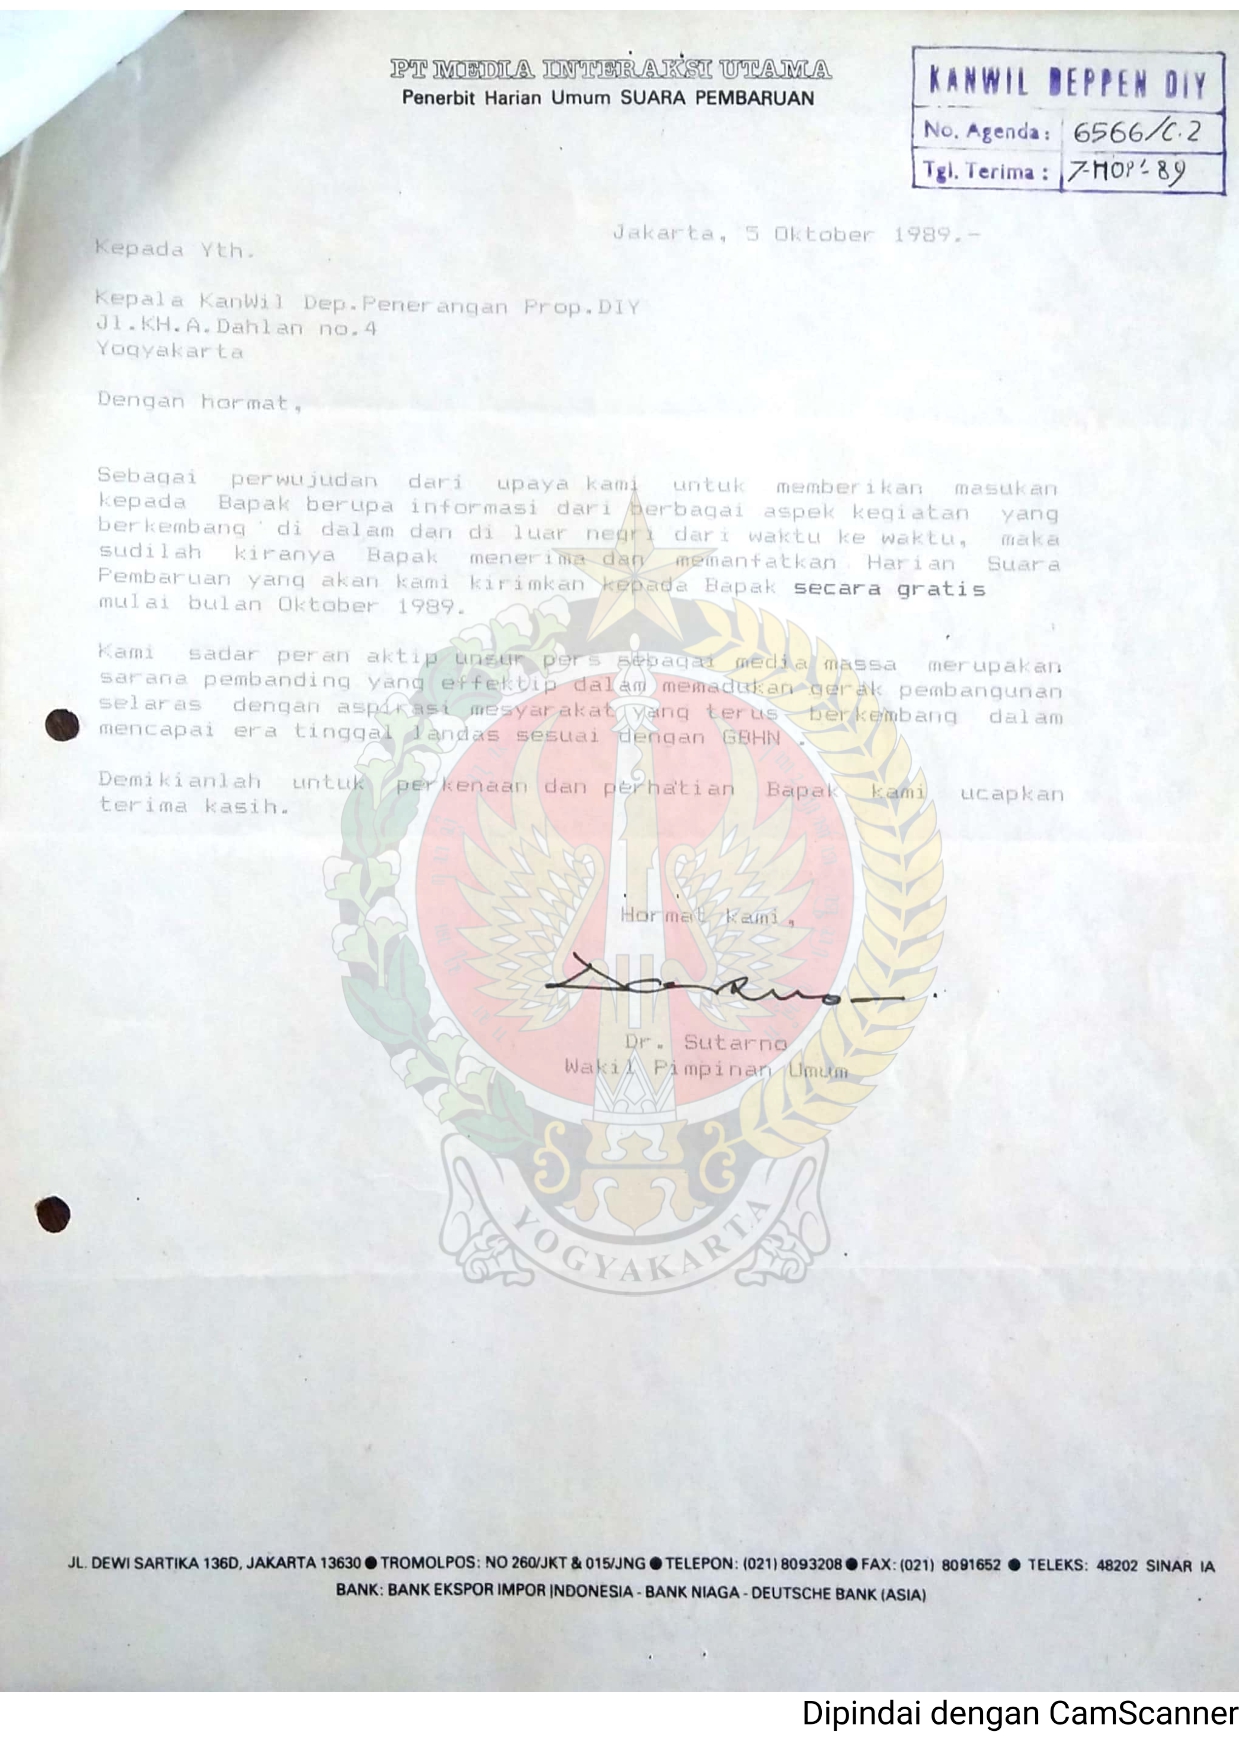 PT MEDIA INTERAKSI UTAMA
Penerbit Harian Umum SUARA PEMBARUAN
KANWIL DEPPEN DIY
No. Agenda: 6566/C.2
Tgl. Terima: 7-NOP'-89
Jakarta, 5 Oktober 1989.-
Kepada Yth.
Kepala KanWil Dep.Penerangan Prop.DIY
Jl.KH.A.Dahlan no.4
Yogyakarta
Dengan hormat,
Sebagai perwujudan dari upaya kami untuk memberikan masukan
kepada Bapak berupa informasi dari berbagai aspek kegiatan yang
berkembang di dalam dan di luar negri dari waktu ke waktu, maka
sudilah kiranya Bapak menerima dan memanfatkan Harian Suara
Pembaruan yang akan kami kirimkan kepada Bapak secara gratis
mulai bulan Oktober 1989.
Kami sadar peran aktip unsur pers sebagai media massa merupakan
sarana pembanding yang effektip dalam memadukan gerak pembangunan
selaras dengan aspirasi mesyarakat yang terus berkembang dalam
mencapai era tinggal landas sesuai dengan GBHN .
Demikianlah untuk perkenaan dan perhatian Bapak kami ucapkan
terima kasih.
Hormat kami,
Dr. Sutarno
Wakil Pimpinan Umum
YOGYAKARTA
JL. DEWI SARTIKA 136D, JAKARTA 13630 ● TROMOLPOS: NO 260/JKT & 015/JNG ● TELEPON: (021) 8093208 ● FAX: (021) 8091652 ● TELEKS: 48202 SINAR IA
BANK: BANK EKSPOR IMPOR INDONESIA - BANK NIAGA - DEUTSCHE BANK (ASIA)
Dipindai dengan CamScanner